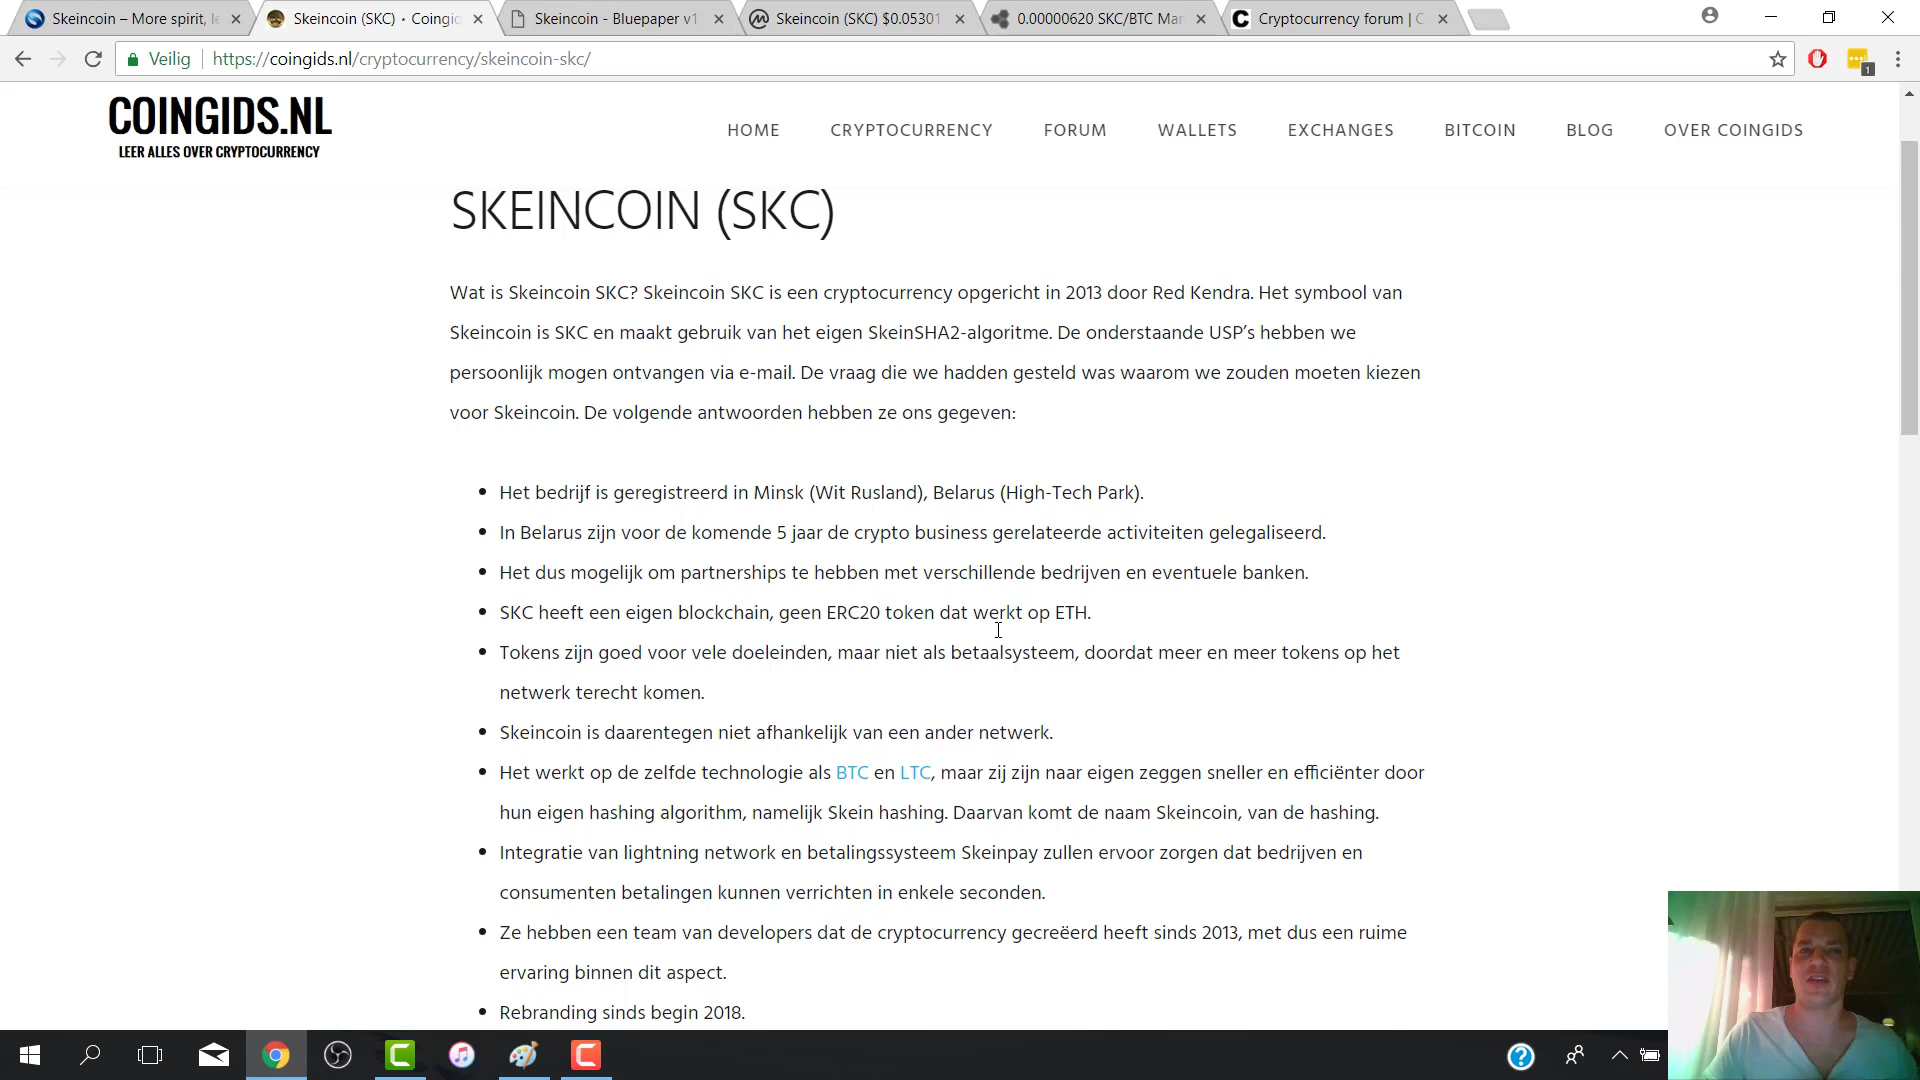 Skeincoin – More spirit, l
Skeincoin (SKC) • Coingi
Skeincoin - Bluepaper v1
Skeincoin (SKC) $0.05301
0.00000620 SKC/BTC Mar
Cryptocurrency forum | C
Veilig
https://coingids.nl/cryptocurrency/skeincoin-skc/
1
COINGIDS.NL
LEER ALLES OVER CRYPTOCURRENCY
HOME
CRYPTOCURRENCY
FORUM
WALLETS
EXCHANGES
BITCOIN
BLOG
OVER COINGIDS
SKEINCOIN (SKC)
Wat is Skeincoin SKC? Skeincoin SKC is een cryptocurrency opgericht in 2013 door Red Kendra. Het symbool van
Skeincoin is SKC en maakt gebruik van het eigen SkeinSHA2-algoritme. De onderstaande USP’s hebben we
persoonlijk mogen ontvangen via e-mail. De vraag die we hadden gesteld was waarom we zouden moeten kiezen
voor Skeincoin. De volgende antwoorden hebben ze ons gegeven:
• Het bedrijf is geregistreerd in Minsk (Wit Rusland), Belarus (High-Tech Park).
• In Belarus zijn voor de komende 5 jaar de crypto business gerelateerde activiteiten gelegaliseerd.
• Het dus mogelijk om partnerships te hebben met verschillende bedrijven en eventuele banken.
• SKC heeft een eigen blockchain, geen ERC20 token dat werkt op ETH.
• Tokens zijn goed voor vele doeleinden, maar niet als betaalsysteem, doordat meer en meer tokens op het
netwerk terecht komen.
• Skeincoin is daarentegen niet afhankelijk van een ander netwerk.
• Het werkt op de zelfde technologie als BTC en LTC, maar zij zijn naar eigen zeggen sneller en efficiënter door
hun eigen hashing algorithm, namelijk Skein hashing. Daarvan komt de naam Skeincoin, van de hashing.
• Integratie van lightning network en betalingssysteem Skeinpay zullen ervoor zorgen dat bedrijven en
consumenten betalingen kunnen verrichten in enkele seconden.
• Ze hebben een team van developers dat de cryptocurrency gecreëerd heeft sinds 2013, met dus een ruime
ervaring binnen dit aspect.
• Rebranding sinds begin 2018.